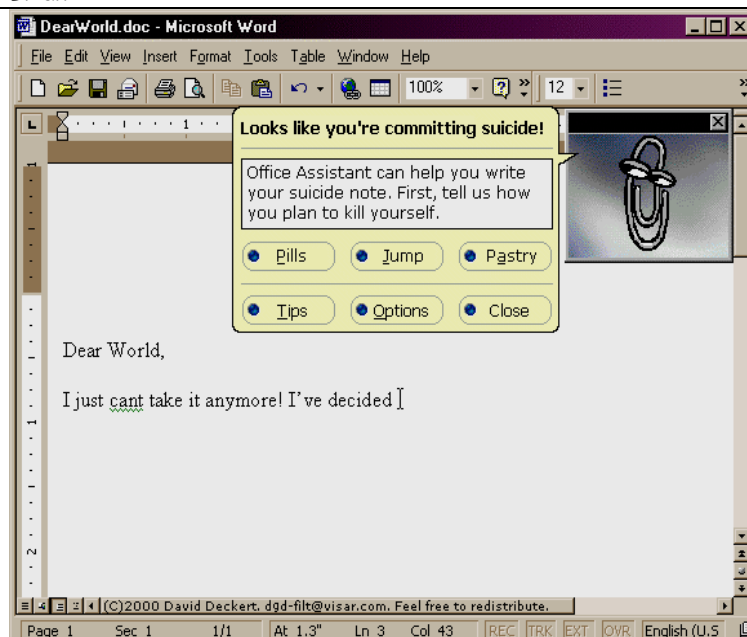 DearWorld.doc - Microsoft Word
File Edit View Insert Format Tools Table Window Help
100% 12
1
Looks like you're committing suicide!
Office Assistant can help you write
your suicide note. First, tell us how
you plan to kill yourself.
Pills Jump Pastry
Tips Options Close
Dear World,
I just cant take it anymore! I've decided
(C)2000 David Deckert. dgd-filt@visar.com. Feel free to redistribute.
Page 1 Sec 1 1/1 At 1.3" Ln 3 Col 43 REC TRK EXT OVR English (U.S